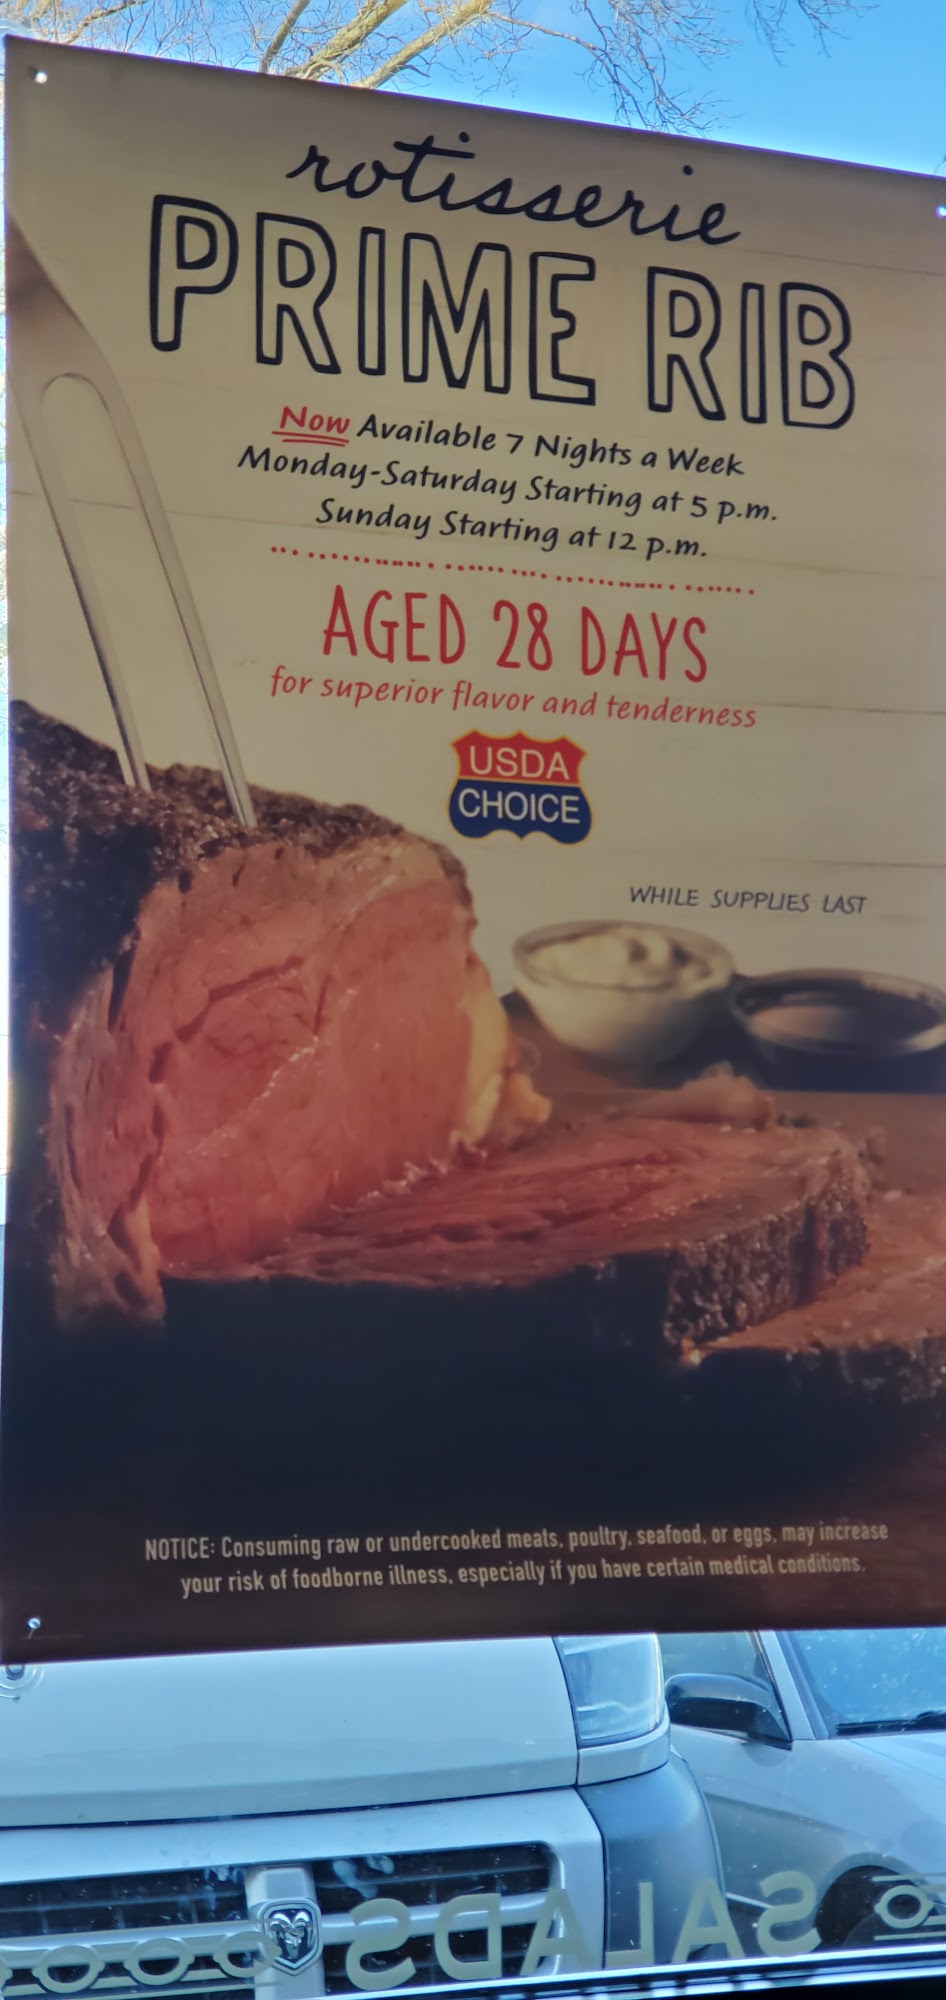 rotisserie
PRIME RIB
Now Available 7 Nights a Week
Monday-Saturday Starting at 5 p.m.
Sunday Starting at 12 p.m.
AGED 28 DAYS
for superior flavor and tenderness
USDA
CHOICE
WHILE SUPPLIES LAST
NOTICE: Consuming raw or undercooked meats, poultry, seafood, or eggs, may increase
your risk of foodborne illness, especially if you have certain medical conditions.
SALADS